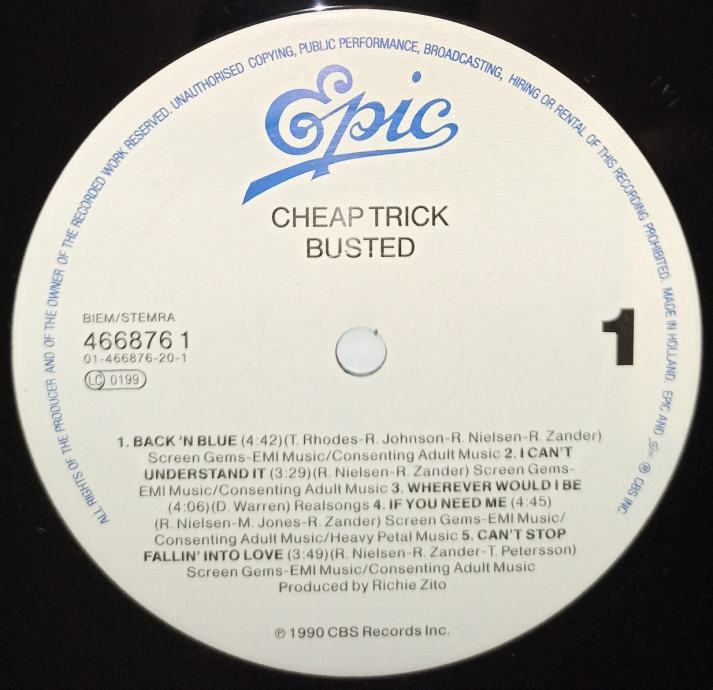 ALL RIGHTS OF THE PRODUCER AND OF THE OWNER OF THE RECORDED WORK RESERVED. UNAUTHORISED COPYING, PUBLIC PERFORMANCE, BROADCASTING, HIRING OR RENTAL OF THIS RECORDING PROHIBITED. MADE IN HOLLAND. EPIC AND Epic ℗ CBS INC.
Epic
CHEAP TRICK
BUSTED
BIEM/STEMRA
466876 1
01-466876-20-1
LC 0199
1
1. BACK 'N BLUE (4:42)(T. Rhodes-R. Johnson-R. Nielsen-R. Zander)
Screen Gems-EMI Music/Consenting Adult Music 2. I CAN'T
UNDERSTAND IT (3:29)(R. Nielsen-R. Zander) Screen Gems-
EMI Music/Consenting Adult Music 3. WHEREVER WOULD I BE
(4:06)(D. Warren) Realsongs 4. IF YOU NEED ME (4:45)
(R. Nielsen-M. Jones-R. Zander) Screen Gems-EMI Music/
Consenting Adult Music/Heavy Petal Music 5. CAN'T STOP
FALLIN' INTO LOVE (3:49)(R. Nielsen-R. Zander-T. Petersson)
Screen Gems-EMI Music/Consenting Adult Music
Produced by Richie Zito
℗ 1990 CBS Records Inc.